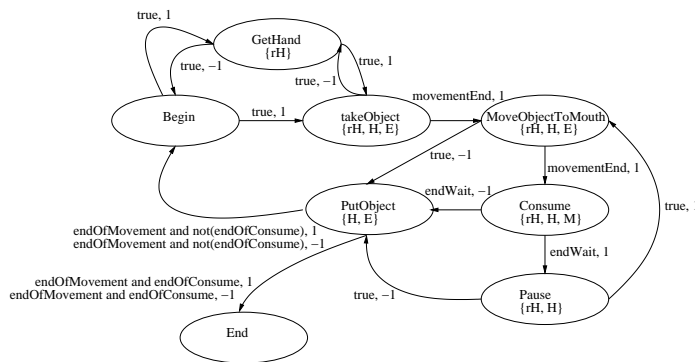 true, 1
GetHand
{rH}
true, −1
true, 1
true, −1
Begin
true, 1
takeObject
{rH, H, E}
movementEnd, 1
MoveObjectToMouth
{rH, H, E}
true, −1
movementEnd, 1
PutObject
{H, E}
endWait, −1
Consume
{rH, H, M}
true, 1
endOfMovement and not(endOfConsume), 1
endOfMovement and not(endOfConsume), −1
endWait, 1
endOfMovement and endOfConsume, 1
endOfMovement and endOfConsume, −1
true, −1
Pause
{rH, H}
End